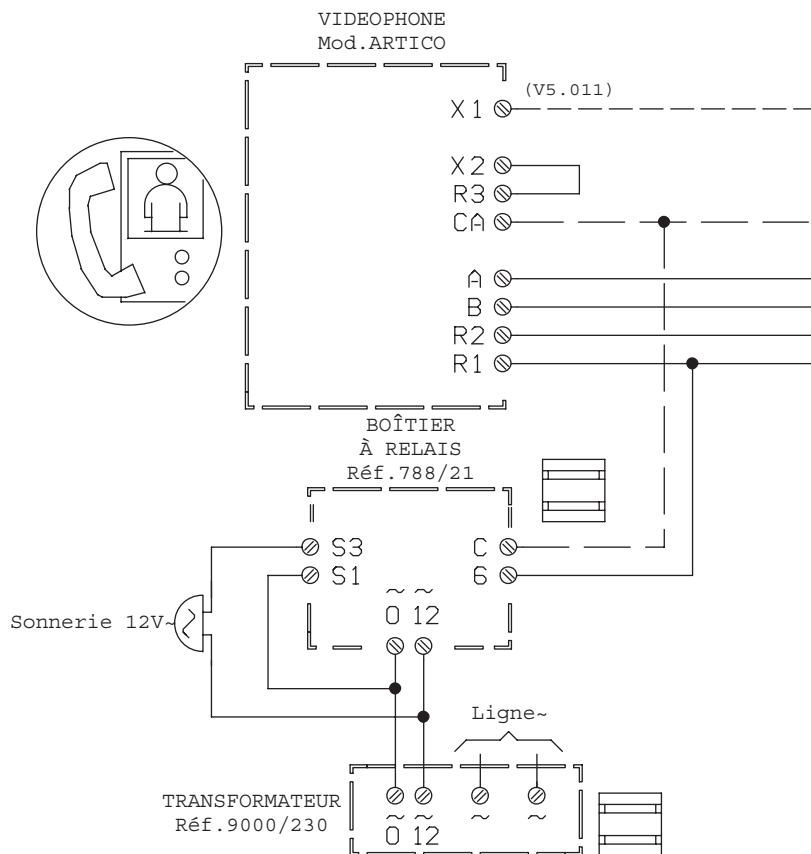 VIDEOPHONE
Mod.ARTICO
X1
(V5.011)
X2
R3
CA
A
B
R2
R1
BOÎTIER
À RELAIS
Réf.788/21
S3
C
S1
6
~ ~
0 12
Sonnerie 12V~
Ligne~
TRANSFORMATEUR
Réf.9000/230
~ ~ ~ ~
0 12